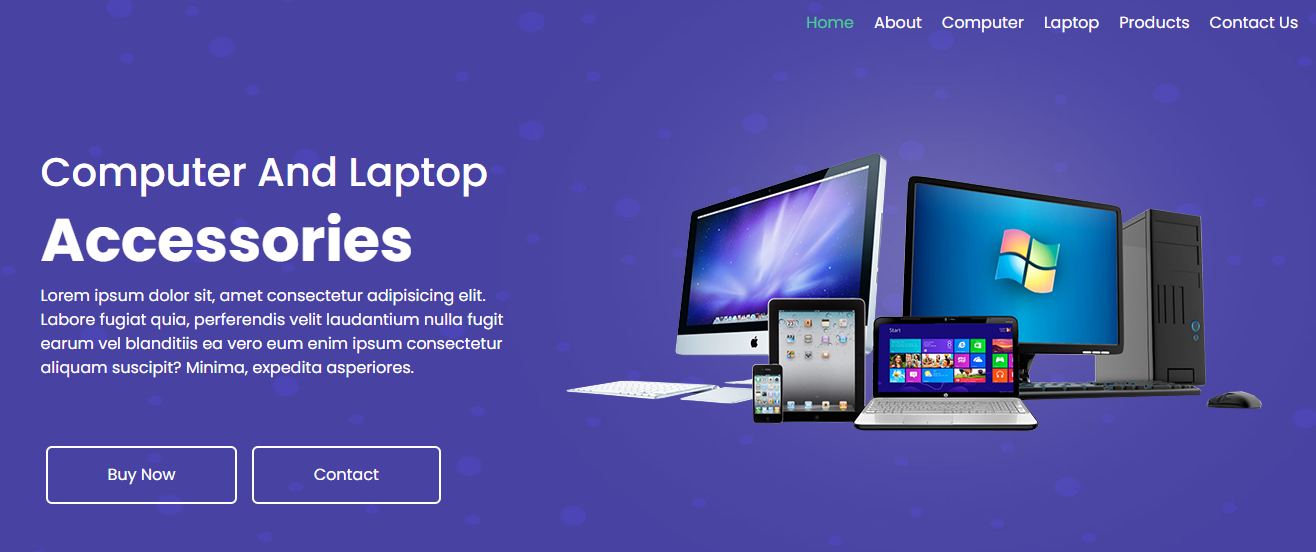 Home About Computer Laptop Products Contact Us
Computer And Laptop
Accessories
Lorem ipsum dolor sit, amet consectetur adipisicing elit.
Labore fugiat quia, perferendis velit laudantium nulla fugit
earum vel blanditiis ea vero eum enim ipsum consectetur
aliquam suscipit? Minima, expedita asperiores.
Start
Buy Now Contact